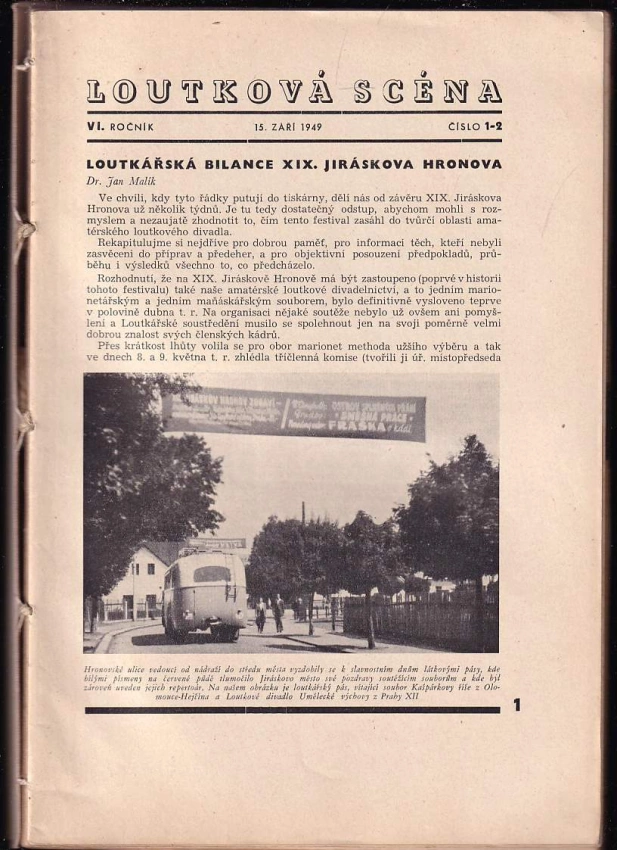 LOUTKOVÁ SCÉNA
VI. ROČNÍK 15. ZÁŘÍ 1949 ČÍSLO 1-2
LOUTKÁŘSKÁ BILANCE XIX. JIRÁSKOVA HRONOVA
Dr. Jan Malík
Ve chvíli, kdy tyto řádky putují do tiskárny, dělí nás od závěru XIX. Jiráskova
Hronova už několik týdnů. Je tu tedy dostatečný odstup, abychom mohli s roz-
myslem a nezaujatě zhodnotit to, čím tento festival zasáhl do tvůrčí oblasti ama-
térského loutkového divadla.
Rekapitulujme si nejdříve pro dobrou paměť, pro informaci těch, kteří nebyli
zasvěceni do příprav a předeher, a pro objektivní posouzení předpokladů, prů-
běhu i výsledků všechno to, co předcházelo.
Rozhodnutí, že na XIX. Jiráskově Hronově má být zastoupeno (poprvé v historii
tohoto festivalu) také naše amatérské loutkové divadelnictví, a to jedním mario-
netářským a jedním maňáskářským souborem, bylo definitivně vysloveno teprve
v polovině dubna t. r. Na organisaci nějaké soutěže nebylo už ovšem ani pomyš-
lení a Loutkářské soustředění musilo se spolehnout jen na svoji poměrně velmi
dobrou znalost svých členských kádrů.
Přes krátkost lhůty volila se pro obor marionet methoda užšího výběru a tak
ve dnech 8. a 9. května t. r. zhlédla tříčlenná komise (tvořili ji úř. místopředseda
JIRÁSKŮV HRONOV ZDRAVÍ
OSTROV SPLNĚNÝCH PŘÁNÍ
SMĚŠNÁ PRÁCE
FRAŠKA s kádí
Hronovské ulice vedoucí od nádraží do středu města vyzdobily se k slavnostním dnům látkovými pásy, kde
bílými písmeny na červené půdě tlumočilo Jiráskovo město své pozdravy soutěžícím souborům a kde byl
zároveň uveden jejich repertoár. Na našem obrázku je loutkářský pás, vítající soubor Kašpárkovy říše z Olo-
mouce-Hejčína a Loutkové divadlo Umělecké výchovy z Prahy XII
1